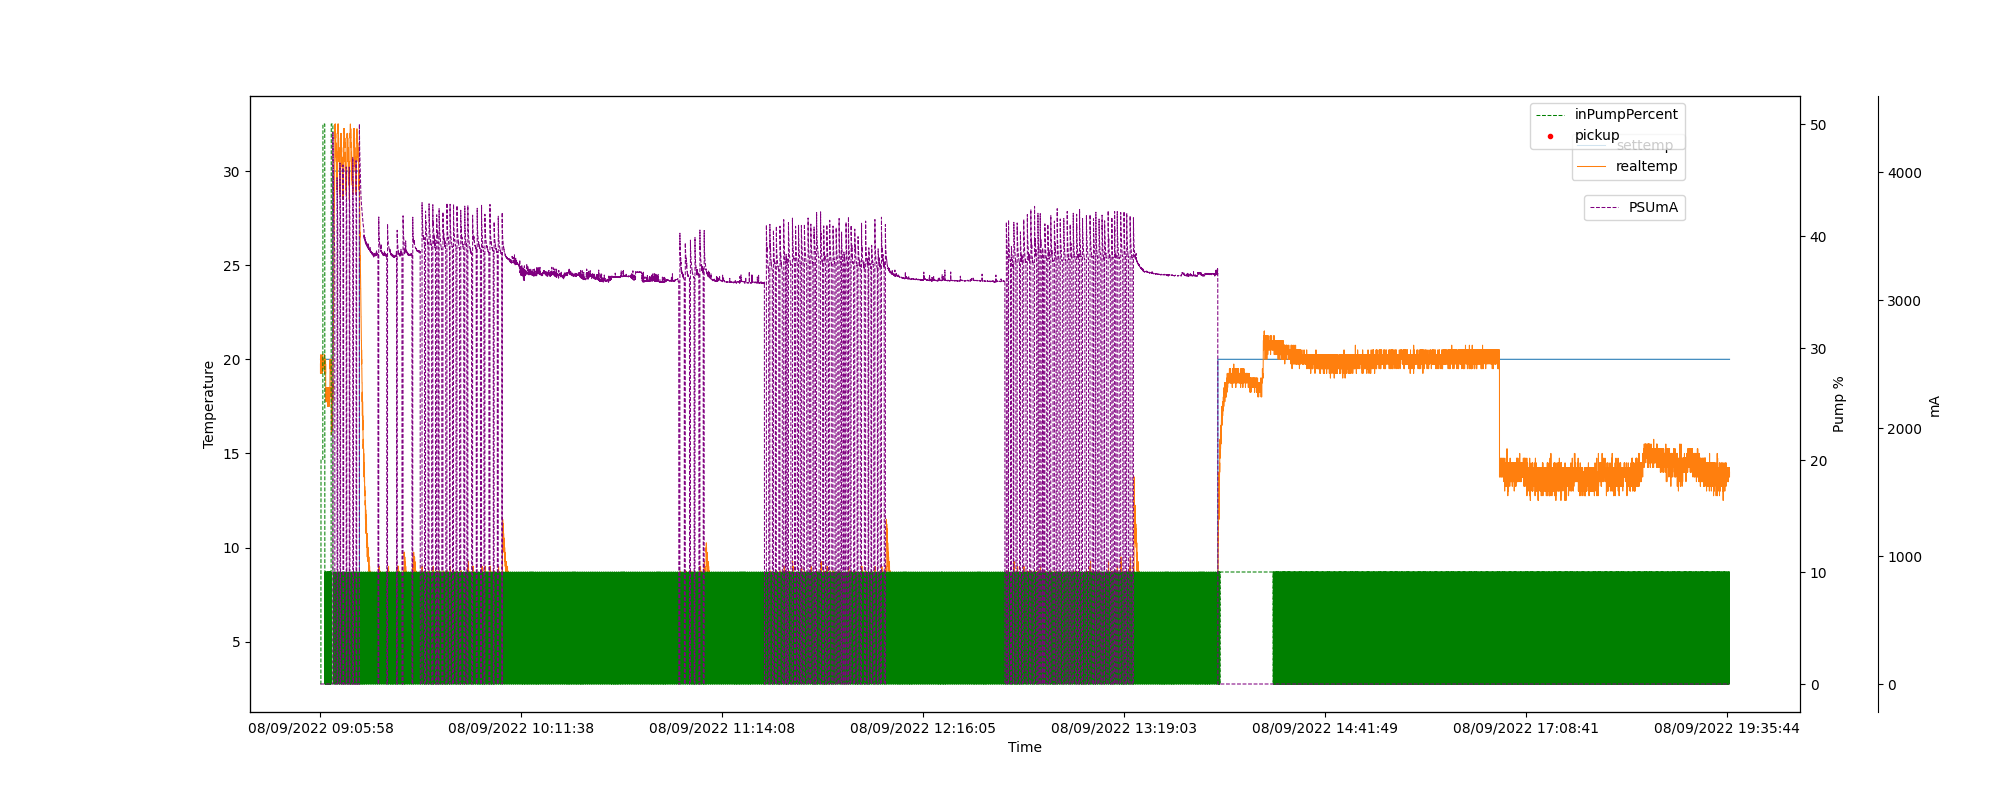 inPumpPercent
pickup
settemp
realtemp
PSUmA
30
25
20
15
10
5
Temperature
50
40
30
20
10
0
Pump %
4000
3000
2000
1000
0
mA
08/09/2022 09:05:58
08/09/2022 10:11:38
08/09/2022 11:14:08
08/09/2022 12:16:05
08/09/2022 13:19:03
08/09/2022 14:41:49
08/09/2022 17:08:41
08/09/2022 19:35:44
Time